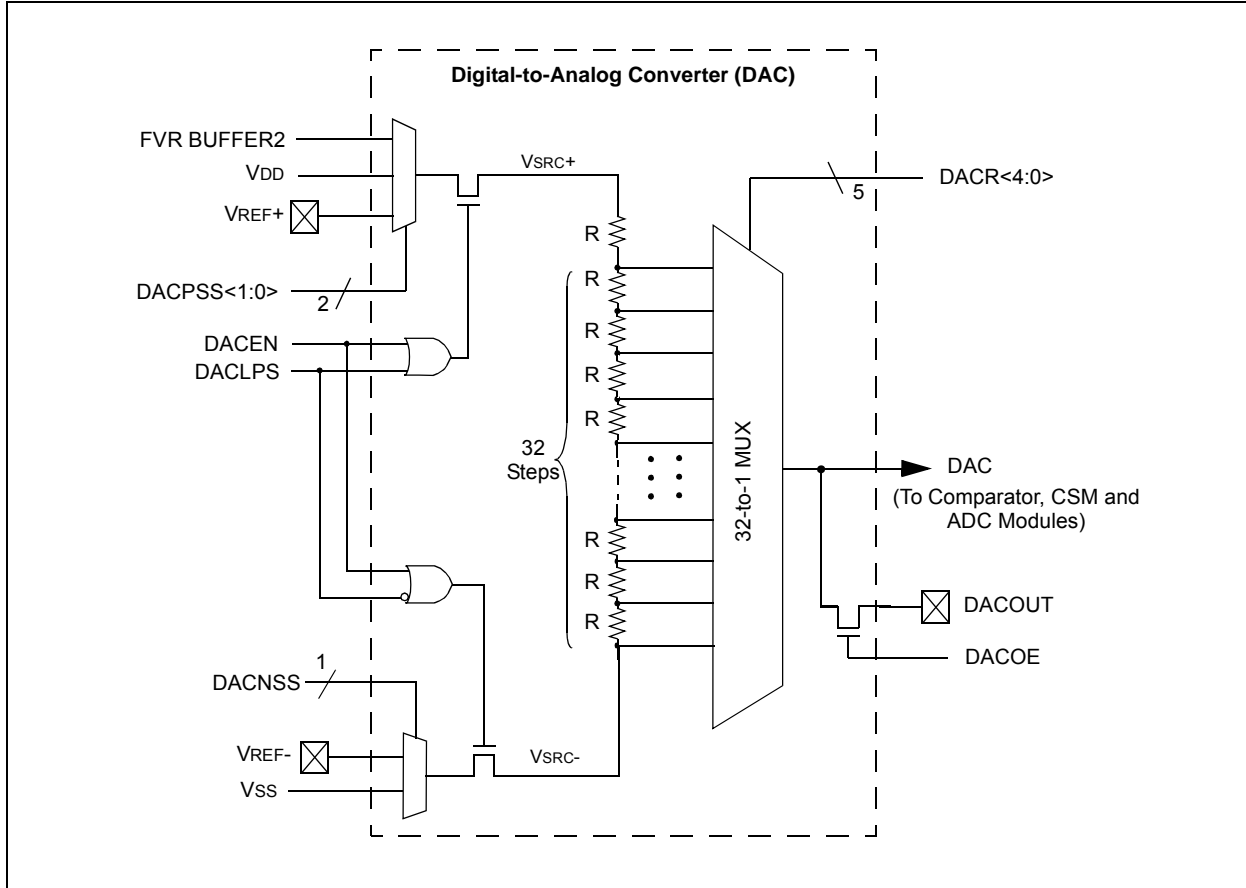 Digital-to-Analog Converter (DAC)
FVR BUFFER2
VDD
VREF+
VSRC+
DACR<4:0>
5
DACPSS<1:0>
2
DACEN
DACLPS
R
R
R
R
R
32
Steps
R
R
R
32-to-1 MUX
DAC
(To Comparator, CSM and
ADC Modules)
DACOUT
DACOE
DACNSS
1
VREF-
VSS
VSRC-